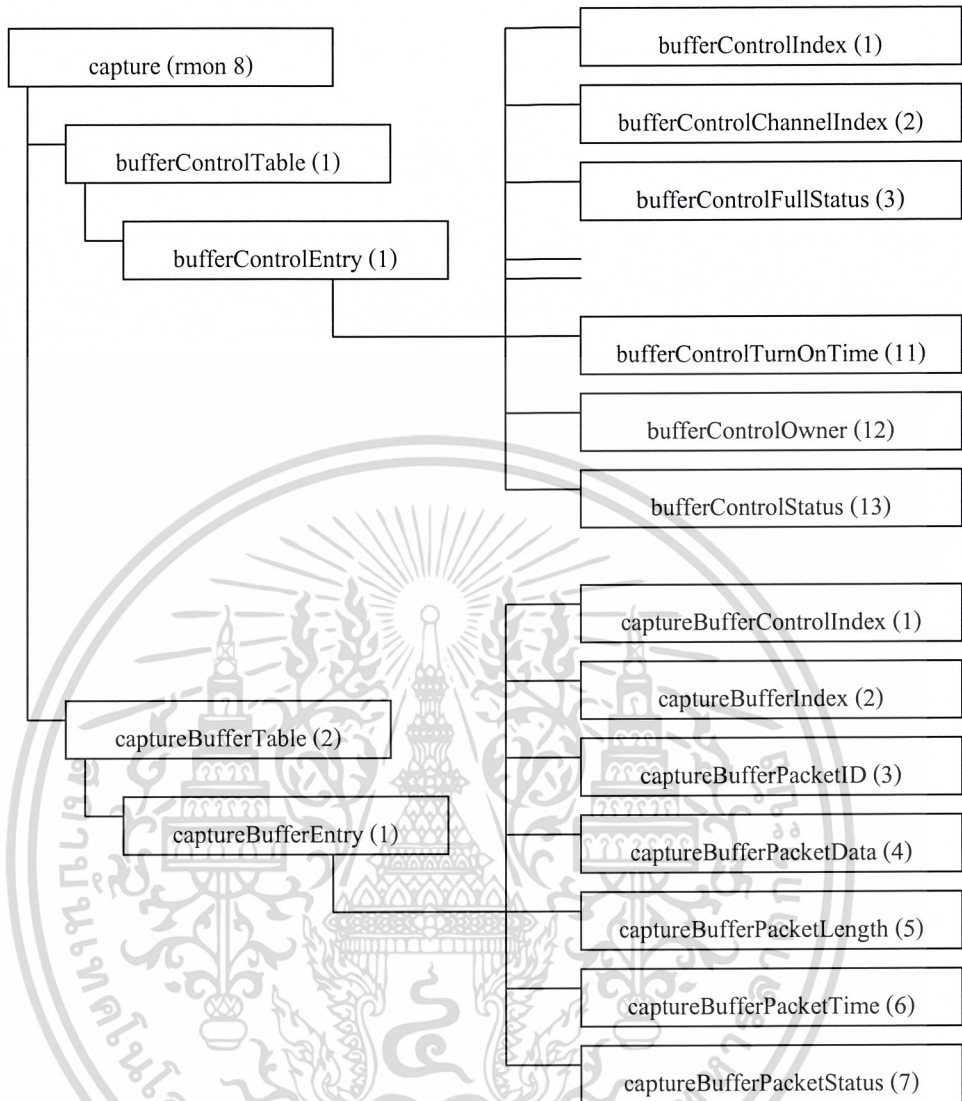 capture (rmon 8)
bufferControlTable (1)
bufferControlEntry (1)
bufferControlIndex (1)
bufferControlChannelIndex (2)
bufferControlFullStatus (3)
bufferControlTurnOnTime (11)
bufferControlOwner (12)
bufferControlStatus (13)
captureBufferTable (2)
captureBufferEntry (1)
captureBufferControlIndex (1)
captureBufferIndex (2)
captureBufferPacketID (3)
captureBufferPacketData (4)
captureBufferPacketLength (5)
captureBufferPacketTime (6)
captureBufferPacketStatus (7)